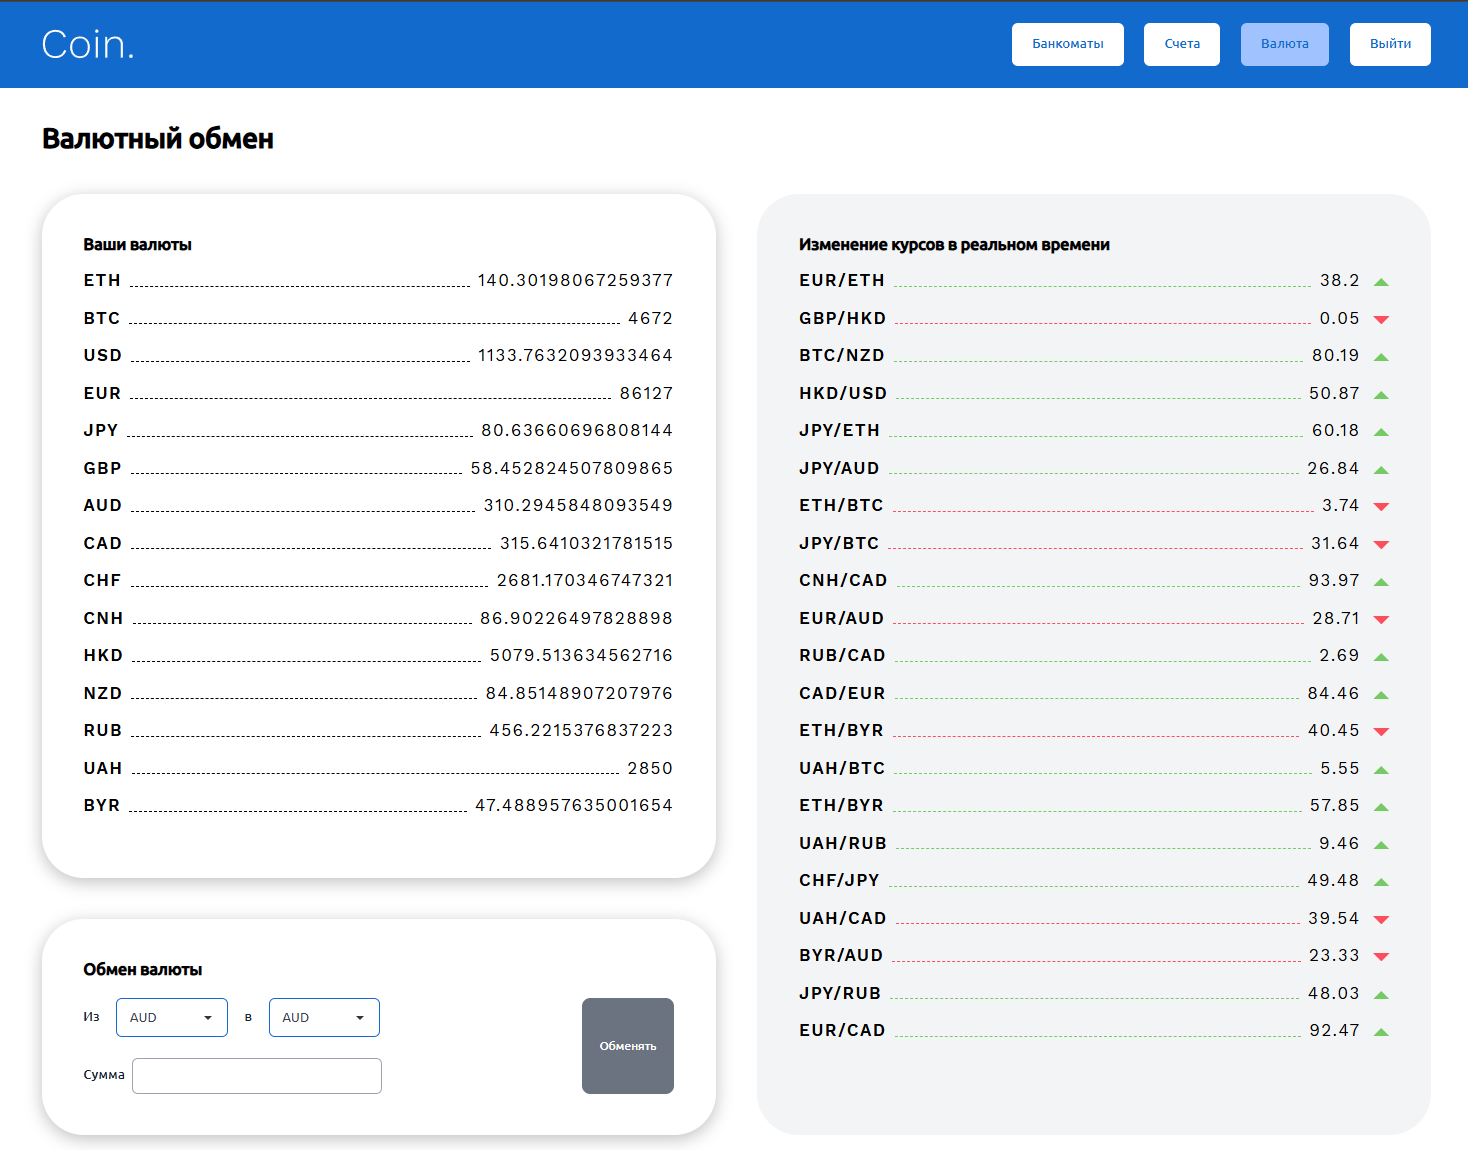 Coin.
Банкоматы
Счета
Валюта
Выйти
Валютный обмен
Ваши валюты
ETH 140.30198067259377
BTC 4672
USD 1133.7632093933464
EUR 86127
JPY 80.63660696808144
GBP 58.452824507809865
AUD 310.2945848093549
CAD 315.6410321781515
CHF 2681.170346747321
CNH 86.90226497828898
HKD 5079.513634562716
NZD 84.85148907207976
RUB 456.2215376837223
UAH 2850
BYR 47.488957635001654
Обмен валюты
Из AUD в AUD
Сумма
Обменять
Изменение курсов в реальном времени
EUR/ETH 38.2
GBP/HKD 0.05
BTC/NZD 80.19
HKD/USD 50.87
JPY/ETH 60.18
JPY/AUD 26.84
ETH/BTC 3.74
JPY/BTC 31.64
CNH/CAD 93.97
EUR/AUD 28.71
RUB/CAD 2.69
CAD/EUR 84.46
ETH/BYR 40.45
UAH/BTC 5.55
ETH/BYR 57.85
UAH/RUB 9.46
CHF/JPY 49.48
UAH/CAD 39.54
BYR/AUD 23.33
JPY/RUB 48.03
EUR/CAD 92.47